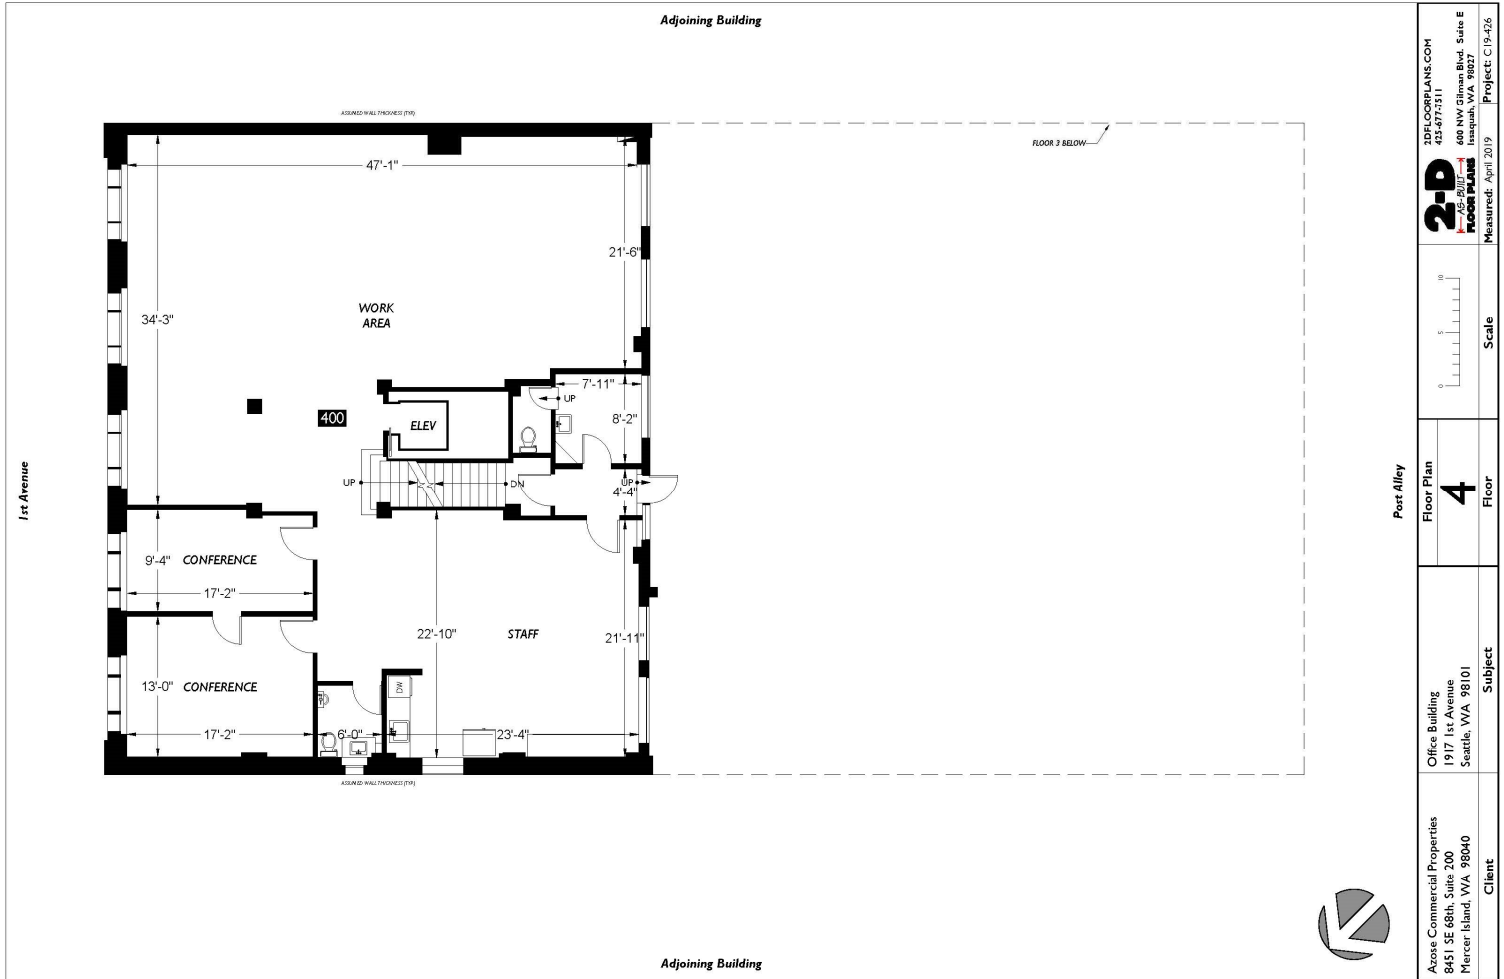 Adjoining Building
ASSUMED WALL THICKNESS (TYP)
FLOOR 3 BELOW
47'-1"
21'-6"
34'-3"
WORK
AREA
7'-11"
UP
8'-2"
400
ELEV
UP
DN
UP
4'-4"
9'-4"
CONFERENCE
17'-2"
22'-10"
STAFF
21'-11"
13'-0"
CONFERENCE
DW
17'-2"
6'-0"
23'-4"
ASSUMED WALL THICKNESS (TYP)
1st Avenue
Post Alley
Adjoining Building
2DFLOORPLANS.COM
425-677-7511
600 NW Gilman Blvd. Suite E
Issaquah, WA 98027
2-D
AS-BUILT
FLOOR PLANS
Measured: April 2019
Project: C19-426
0 5 10
Scale
Floor Plan
4
Floor
Office Building
1917 1st Avenue
Seattle, WA 98101
Subject
Azose Commercial Properties
8451 SE 68th, Suite 200
Mercer Island, WA 98040
Client